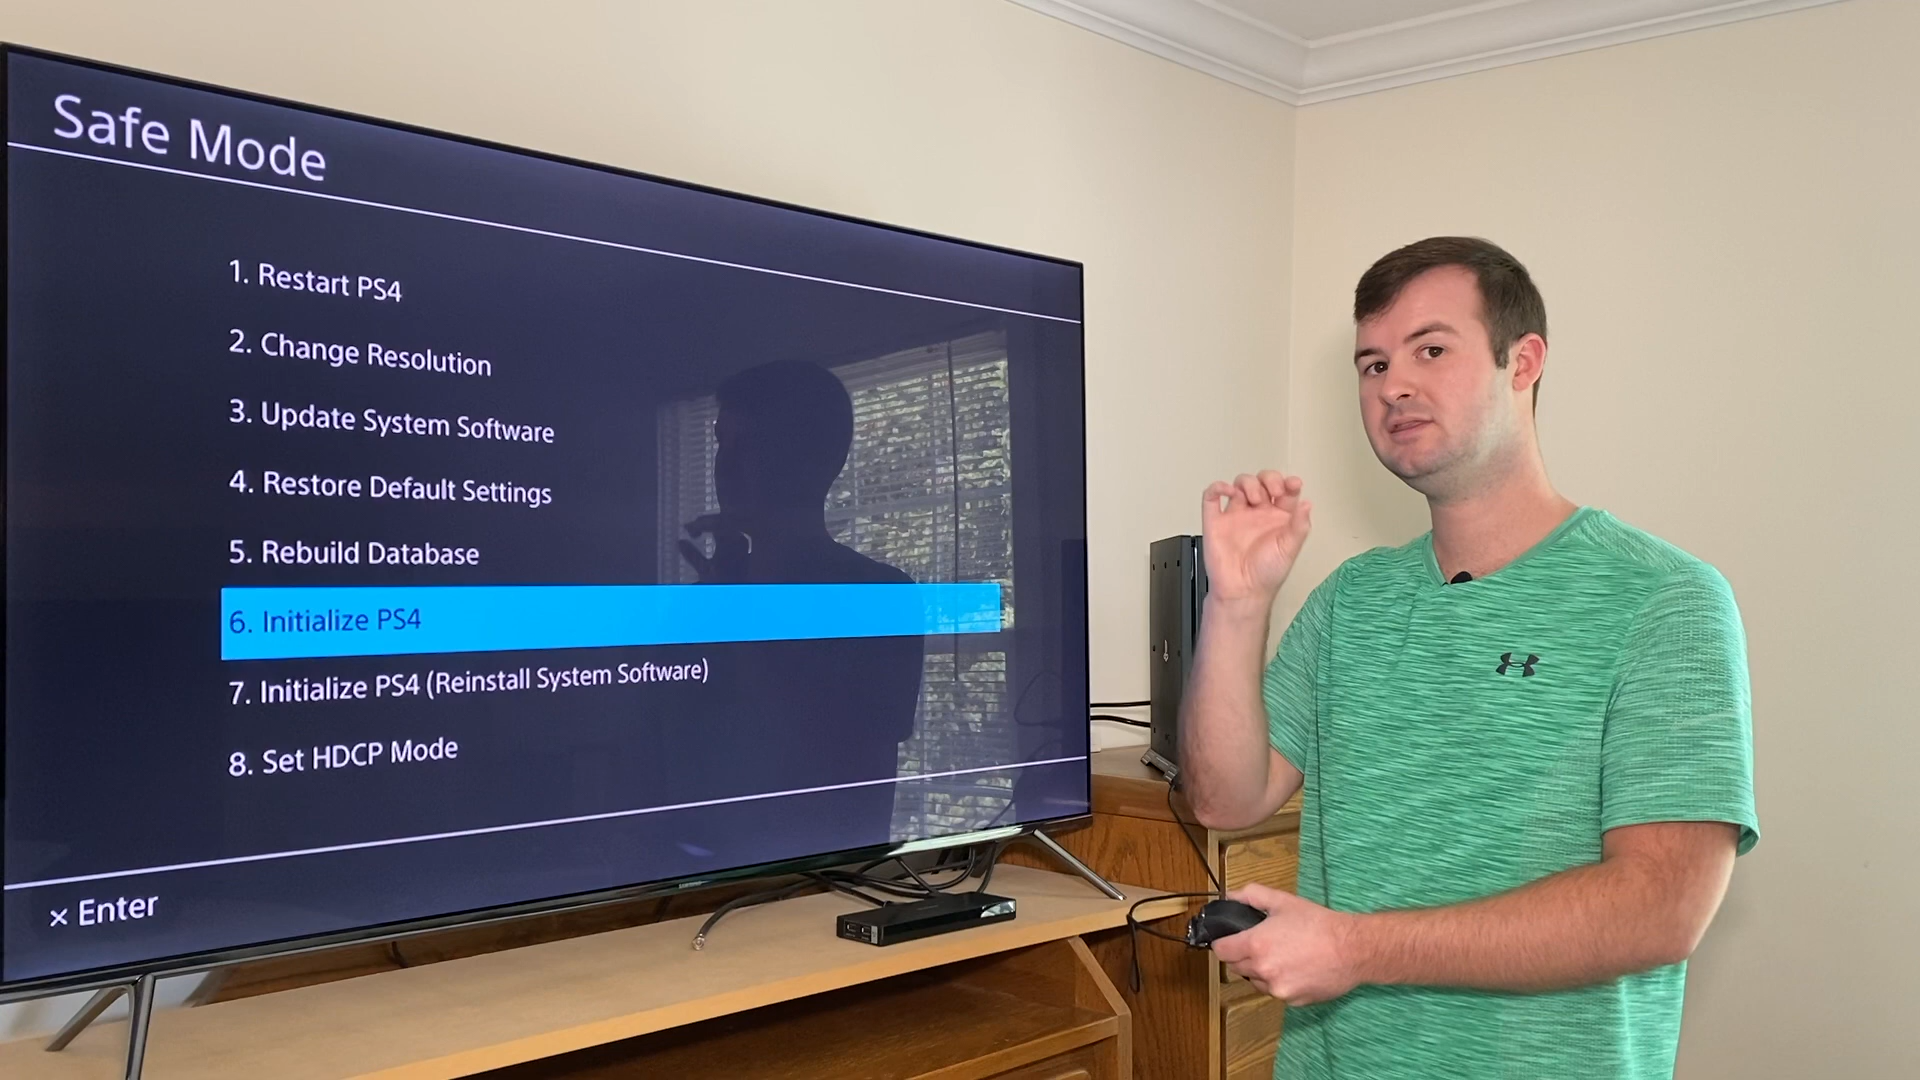 Safe Mode
1. Restart PS4
2. Change Resolution
3. Update System Software
4. Restore Default Settings
5. Rebuild Database
6. Initialize PS4
7. Initialize PS4 (Reinstall System Software)
8. Set HDCP Mode
× Enter